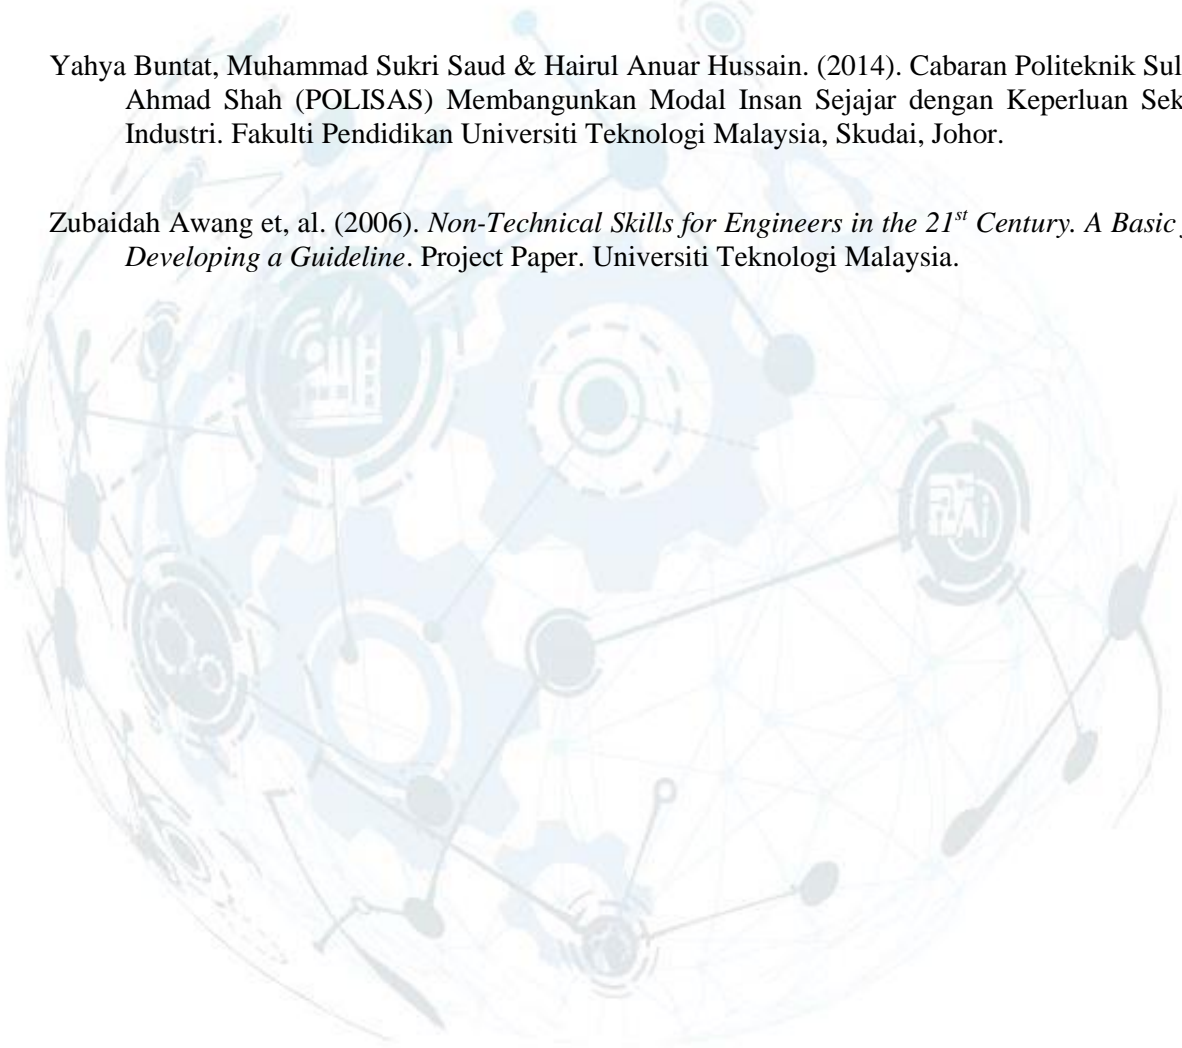 Yahya Buntat, Muhammad Sukri Saud & Hairul Anuar Hussain. (2014). Cabaran Politeknik Sul
Ahmad Shah (POLISAS) Membangunkan Modal Insan Sejajar dengan Keperluan Sek
Industri. Fakulti Pendidikan Universiti Teknologi Malaysia, Skudai, Johor.
Zubaidah Awang et, al. (2006). Non-Technical Skills for Engineers in the 21st Century. A Basic
Developing a Guideline. Project Paper. Universiti Teknologi Malaysia.